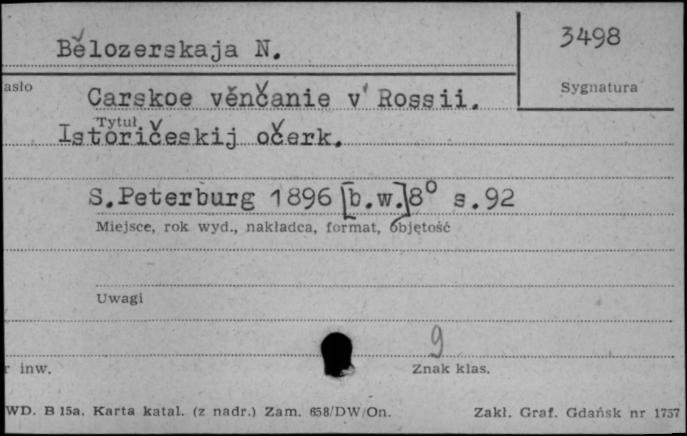 Bělozerskaja N.
3498
asło
Sygnatura
Carskoe věnčanie v' Rossii.
Tytuł
Istoričeskij očerk.
S.Peterburg 1896 [b.w.]8° s.92
Miejsce, rok wyd., nakładca, format, objętość
Uwagi
9
r inw.
Znak klas.
WD. B 15a. Karta katal. (z nadr.) Zam. 658/DW/On.
Zakł. Graf. Gdańsk nr 1757